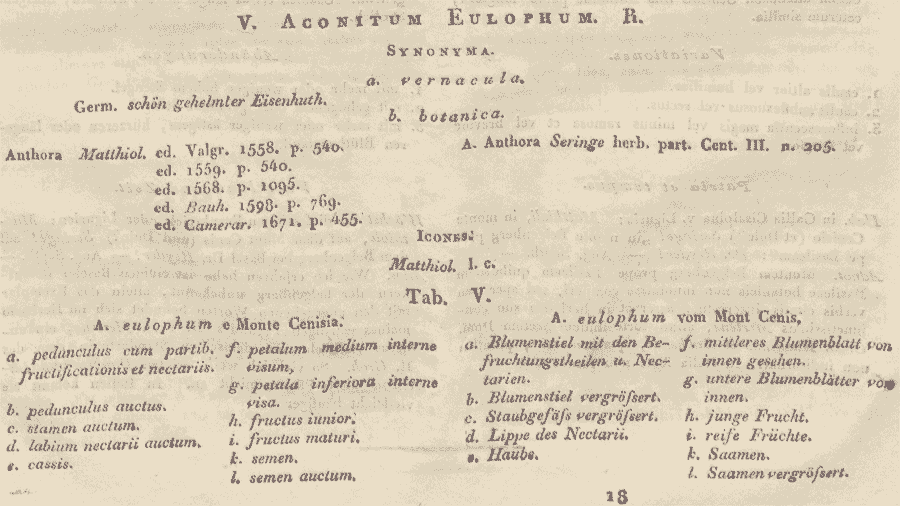 V. ACONITUM EULOPHUM. R.
SYNONYMA.
a. vernacula.
Germ. schön gehelmter Eisenhuth.
b. botanica.
Anthora Matthiol. ed. Valgr. 1558. p. 540.
ed. 1559. p. 540.
ed. 1568. p. 1095.
ed. Bauh. 1598. p. 769.
ed. Camerar. 1671. p. 455.
A. Anthora Seringe herb. part. Cent. III. n. 205.
ICONES:
Matthiol. l. c.
Tab. V.
A. eulophum e Monte Cenisia.
a. pedunculus cum partib.
fructificationis et nectariis.
b. pedunculus auctus.
c. stamen auctum.
d. labium nectarii auctum.
e. cassis.
f. petalum medium interne
visum,
g. petala inferiora interne
visa.
h. fructus iunior.
i. fructus maturi.
k. semen.
l. semen auctum.
A. eulophum vom Mont Cenis,
a. Blumenstiel mit den Be-
fruchtungstheilen u. Nec-
tarien.
b. Blumenstiel vergröſsert.
c. Staubgefäſs vergröſsert.
d. Lippe des Nectarii.
e. Haube.
f. mittleres Blumenblatt von
innen gesehen.
g. untere Blumenblätter von
innen.
h. junge Frucht.
i. reife Früchte.
k. Saamen.
l. Saamen vergröſsert.
18